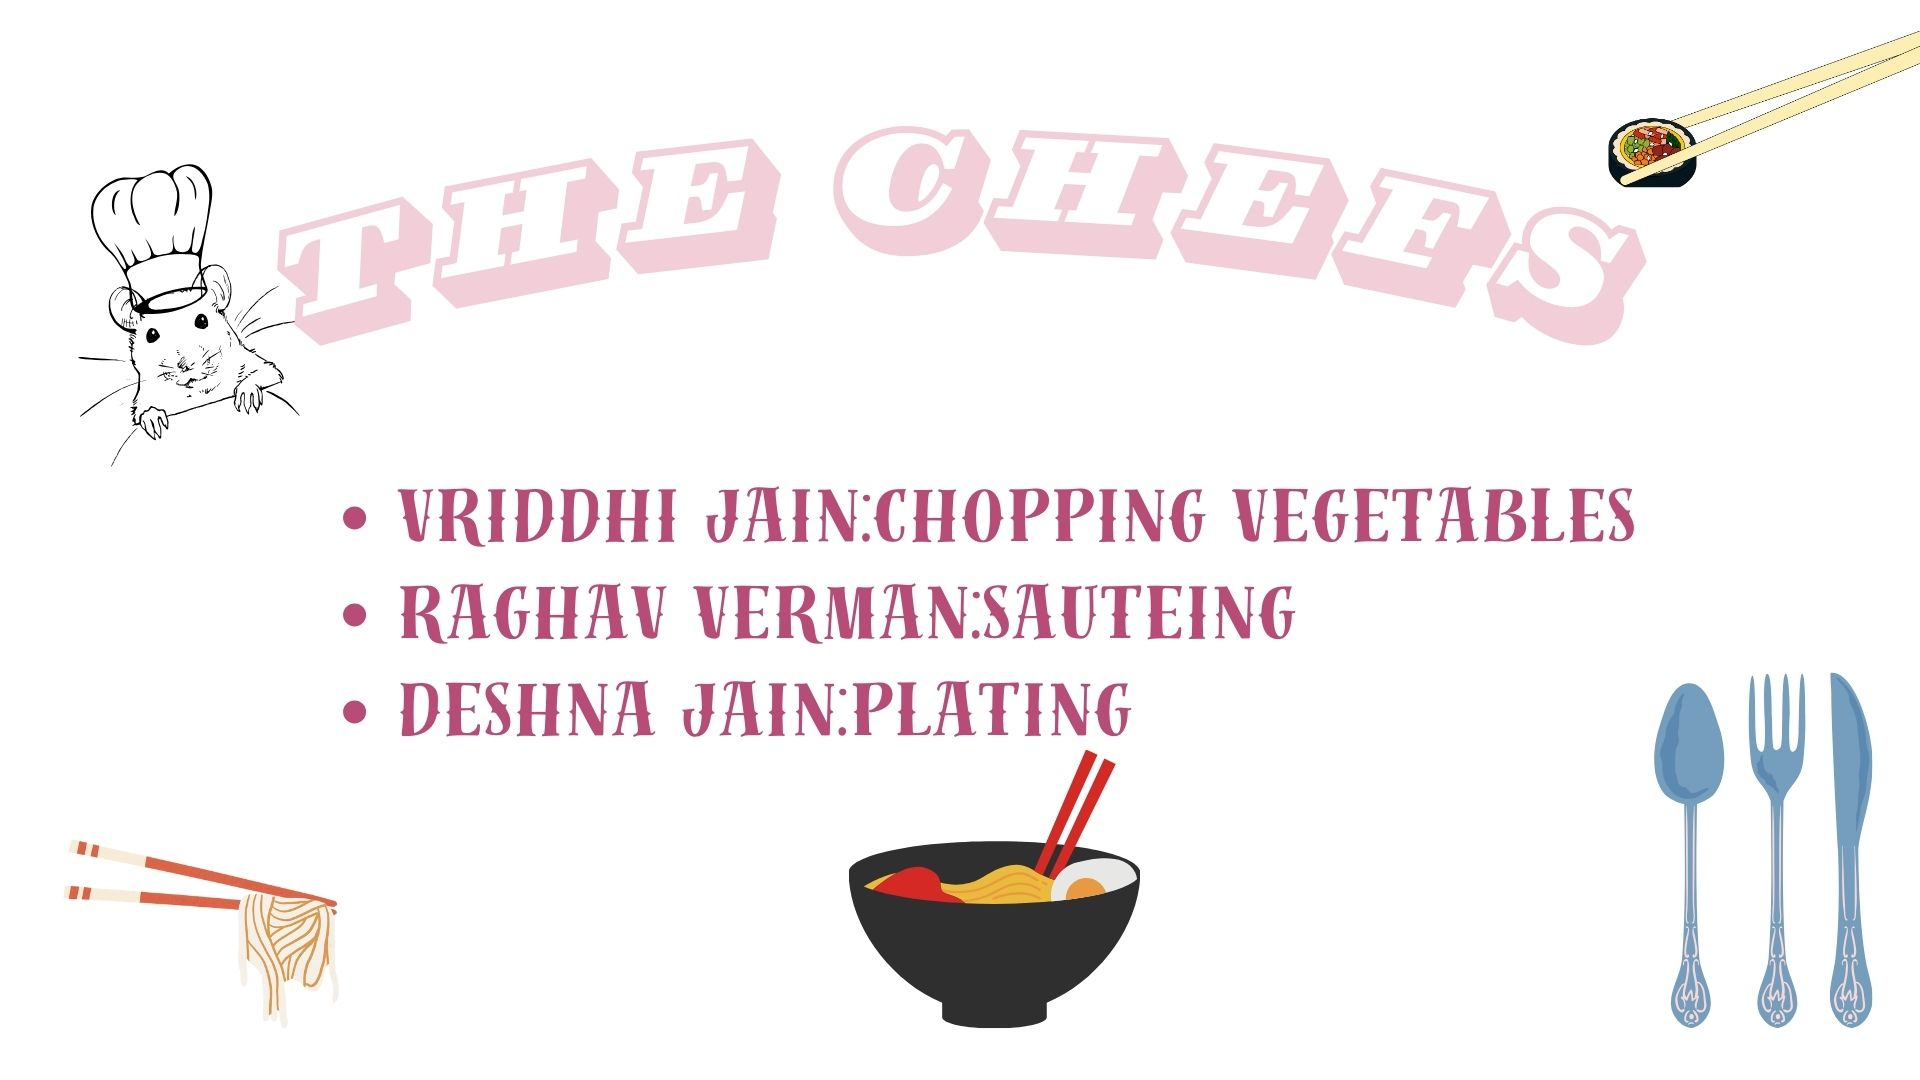 THE CHEFS
• VRIDDHI JAIN:CHOPPING VEGETABLES
• RAGHAV VERMAN:SAUTEING
• DESHNA JAIN:PLATING